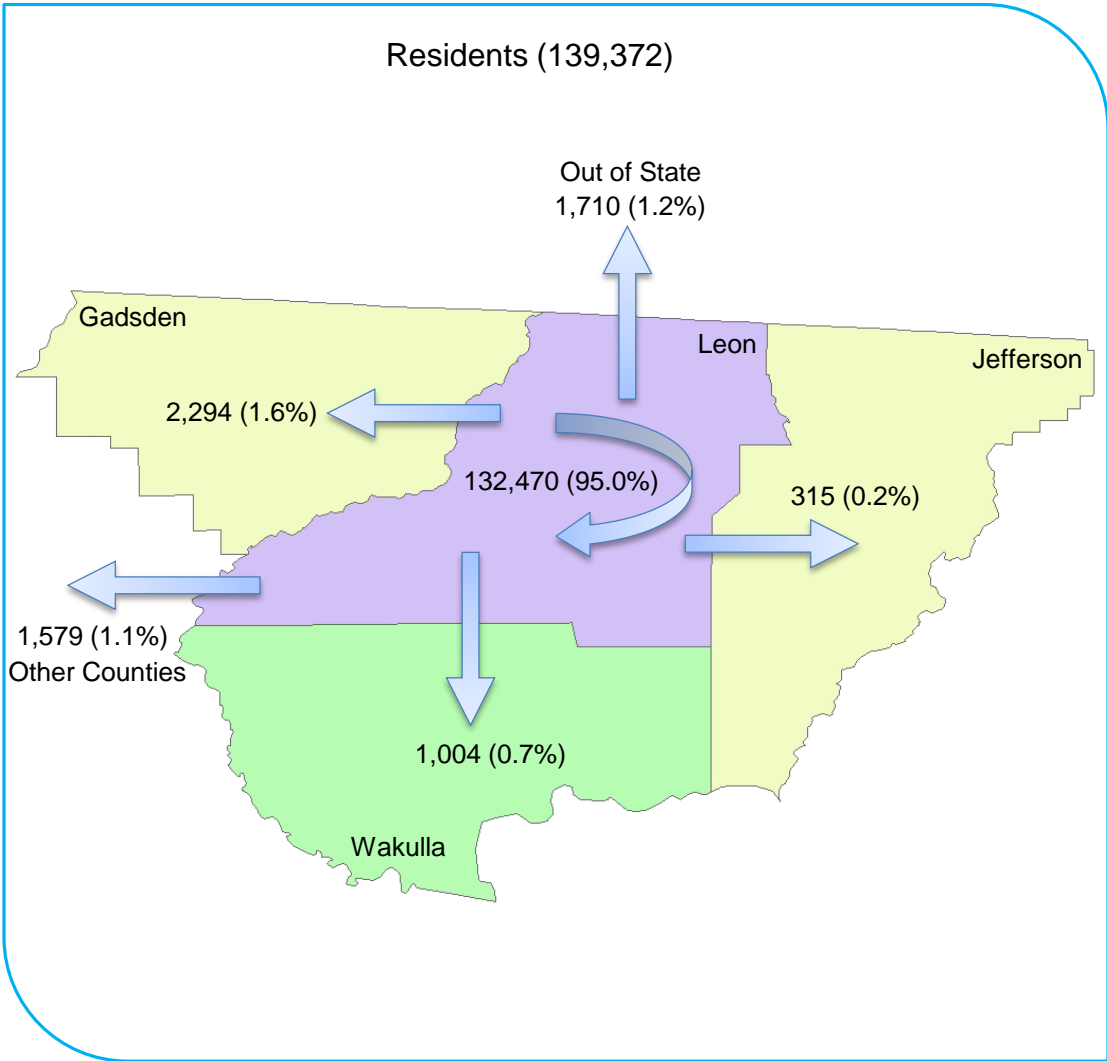 Residents (139,372)
Out of State
1,710 (1.2%)
Gadsden
Leon
Jefferson
2,294 (1.6%)
132,470 (95.0%)
315 (0.2%)
1,579 (1.1%)
Other Counties
1,004 (0.7%)
Wakulla